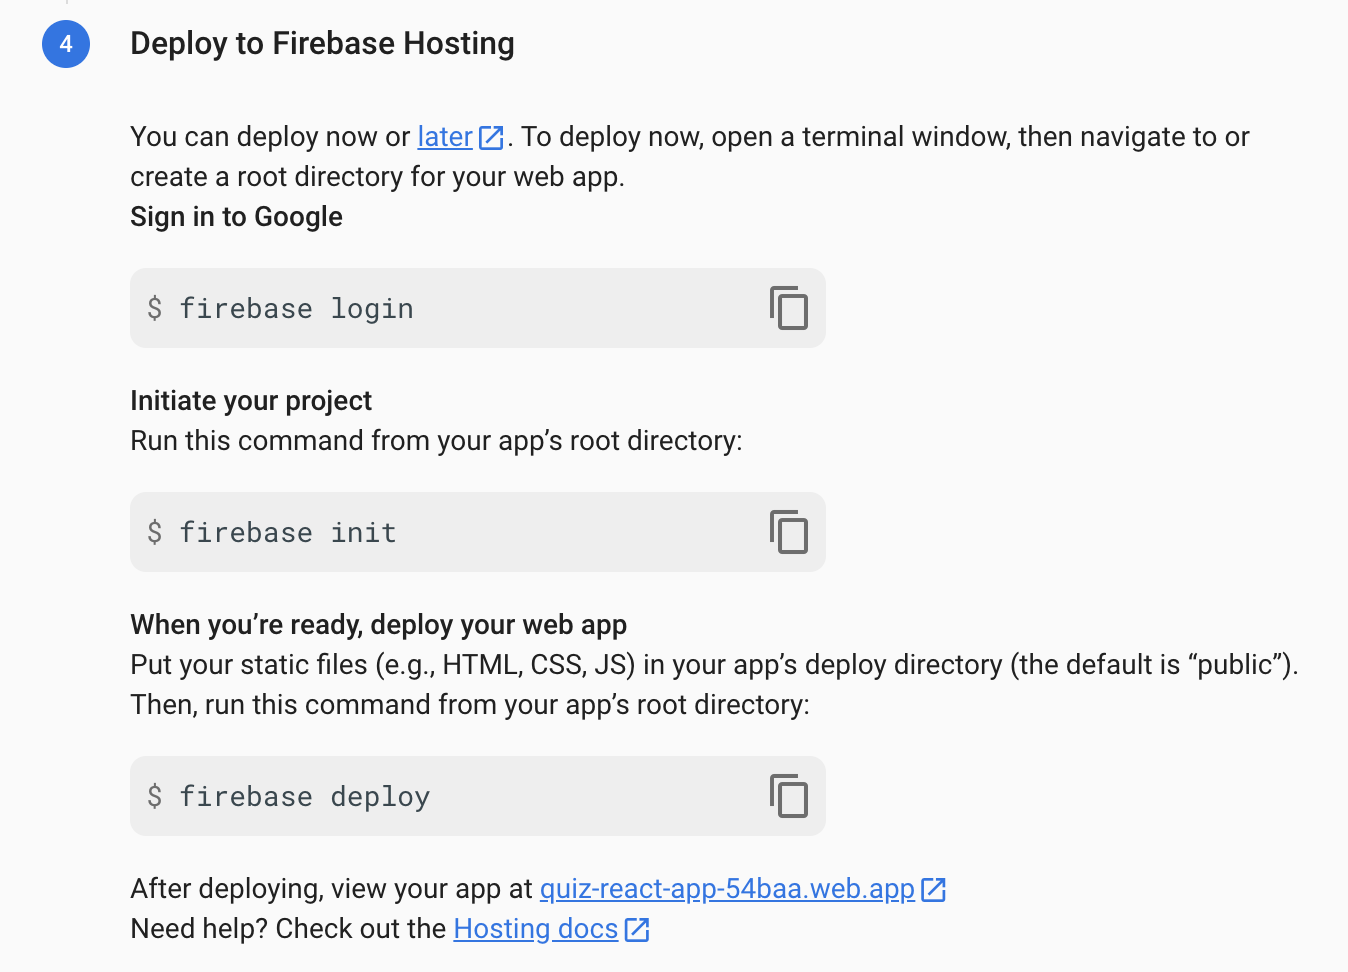 4
Deploy to Firebase Hosting
You can deploy now or later. To deploy now, open a terminal window, then navigate to or
create a root directory for your web app.
Sign in to Google
$ firebase login
Initiate your project
Run this command from your app’s root directory:
$ firebase init
When you’re ready, deploy your web app
Put your static files (e.g., HTML, CSS, JS) in your app’s deploy directory (the default is “public”).
Then, run this command from your app’s root directory:
$ firebase deploy
After deploying, view your app at quiz-react-app-54baa.web.app
Need help? Check out the Hosting docs